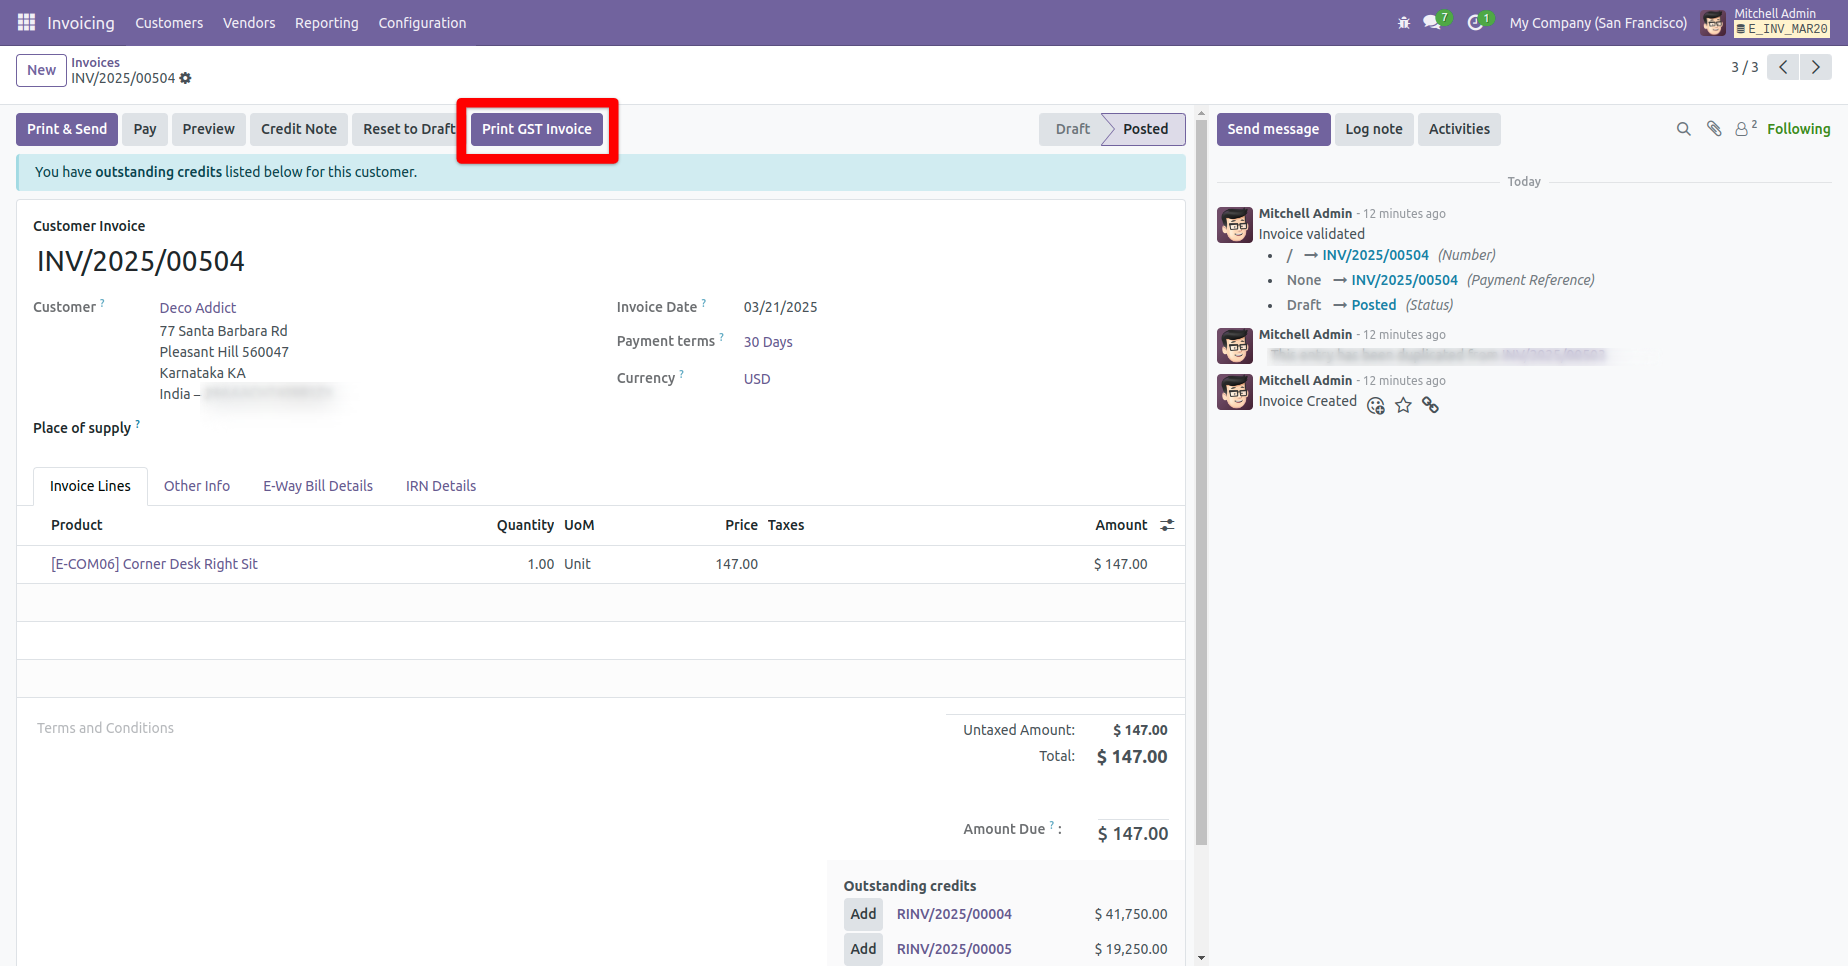 Invoicing Customers Vendors Reporting Configuration 7 1 My Company (San Francisco) Mitchell Admin
E_INV_MAR20
New Invoices
INV/2025/00504
3 / 3
Print & Send Pay Preview Credit Note Reset to Draft Print GST Invoice Draft Posted
Send message Log note Activities 2 Following
You have outstanding credits listed below for this customer.
Customer Invoice
INV/2025/00504
Customer ? Deco Addict
77 Santa Barbara Rd
Pleasant Hill 560047
Karnataka KA
India –
Place of supply ?
Invoice Date ? 03/21/2025
Payment terms ? 30 Days
Currency ? USD
Invoice Lines Other Info E-Way Bill Details IRN Details
Product Quantity UoM Price Taxes Amount
[E-COM06] Corner Desk Right Sit 1.00 Unit 147.00 $ 147.00
Terms and Conditions
Untaxed Amount: $ 147.00
Total: $ 147.00
Amount Due ? : $ 147.00
Outstanding credits
Add RINV/2025/00004 $ 41,750.00
Add RINV/2025/00005 $ 19,250.00
Today
Mitchell Admin - 12 minutes ago
Invoice validated
• / → INV/2025/00504 (Number)
• None → INV/2025/00504 (Payment Reference)
• Draft → Posted (Status)
Mitchell Admin - 12 minutes ago
Mitchell Admin - 12 minutes ago
Invoice Created